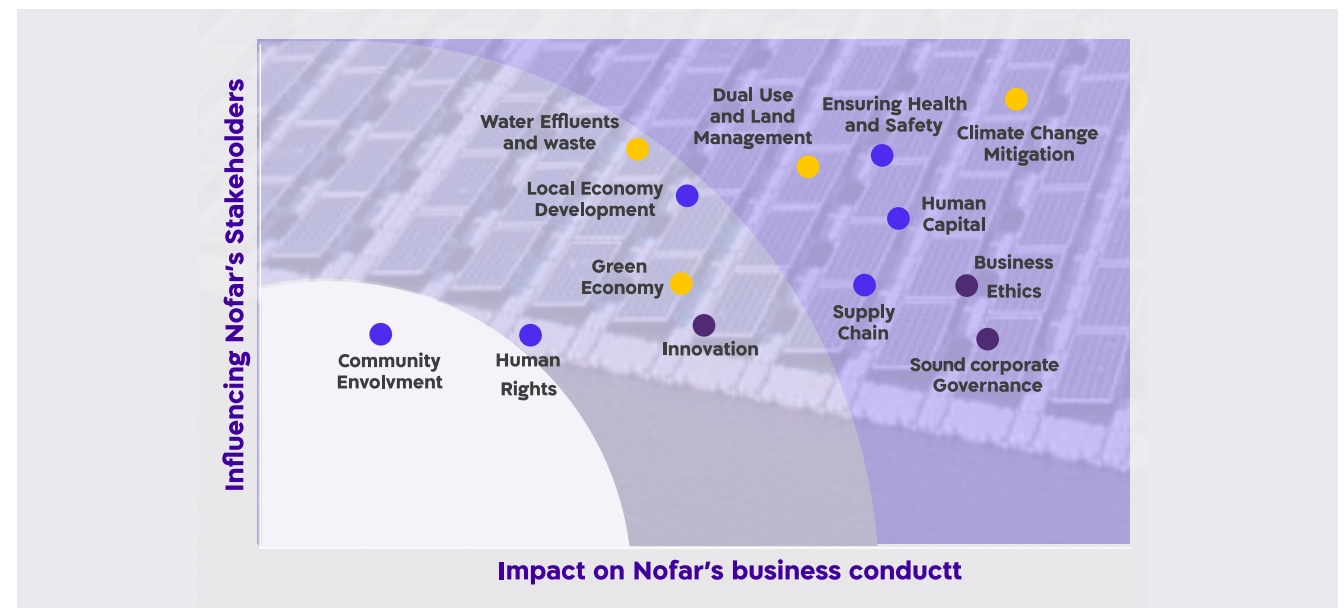 Influencing Nofar's Stakeholders
Water Effluents
and waste
Dual Use
and Land
Management
Ensuring Health
and Safety
Climate Change
Mitigation
Local Economy
Development
Human
Capital
Green
Economy
Business
Ethics
Supply
Chain
Innovation
Community
Envolvment
Human
Rights
Sound corporate
Governance
Impact on Nofar's business conductt